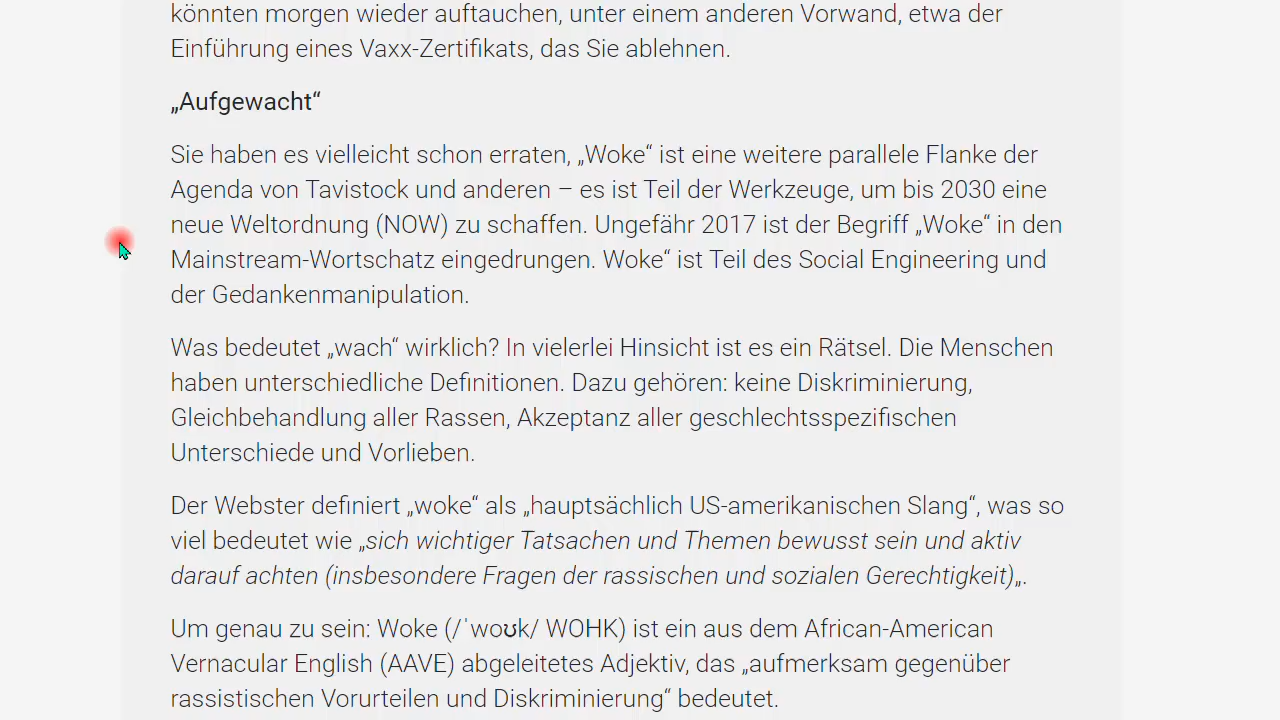 könnten morgen wieder auftauchen, unter einem anderen Vorwand, etwa der
Einführung eines Vaxx-Zertifikats, das Sie ablehnen.
„Aufgewacht“
Sie haben es vielleicht schon erraten, „Woke“ ist eine weitere parallele Flanke der
Agenda von Tavistock und anderen – es ist Teil der Werkzeuge, um bis 2030 eine
neue Weltordnung (NOW) zu schaffen. Ungefähr 2017 ist der Begriff „Woke“ in den
Mainstream-Wortschatz eingedrungen. Woke“ ist Teil des Social Engineering und
der Gedankenmanipulation.
Was bedeutet „wach“ wirklich? In vielerlei Hinsicht ist es ein Rätsel. Die Menschen
haben unterschiedliche Definitionen. Dazu gehören: keine Diskriminierung,
Gleichbehandlung aller Rassen, Akzeptanz aller geschlechtsspezifischen
Unterschiede und Vorlieben.
Der Webster definiert „woke“ als „hauptsächlich US-amerikanischen Slang“, was so
viel bedeutet wie „sich wichtiger Tatsachen und Themen bewusst sein und aktiv
darauf achten (insbesondere Fragen der rassischen und sozialen Gerechtigkeit)„.
Um genau zu sein: Woke (/ˈwoʊk/ WOHK) ist ein aus dem African-American
Vernacular English (AAVE) abgeleitetes Adjektiv, das „aufmerksam gegenüber
rassistischen Vorurteilen und Diskriminierung“ bedeutet.